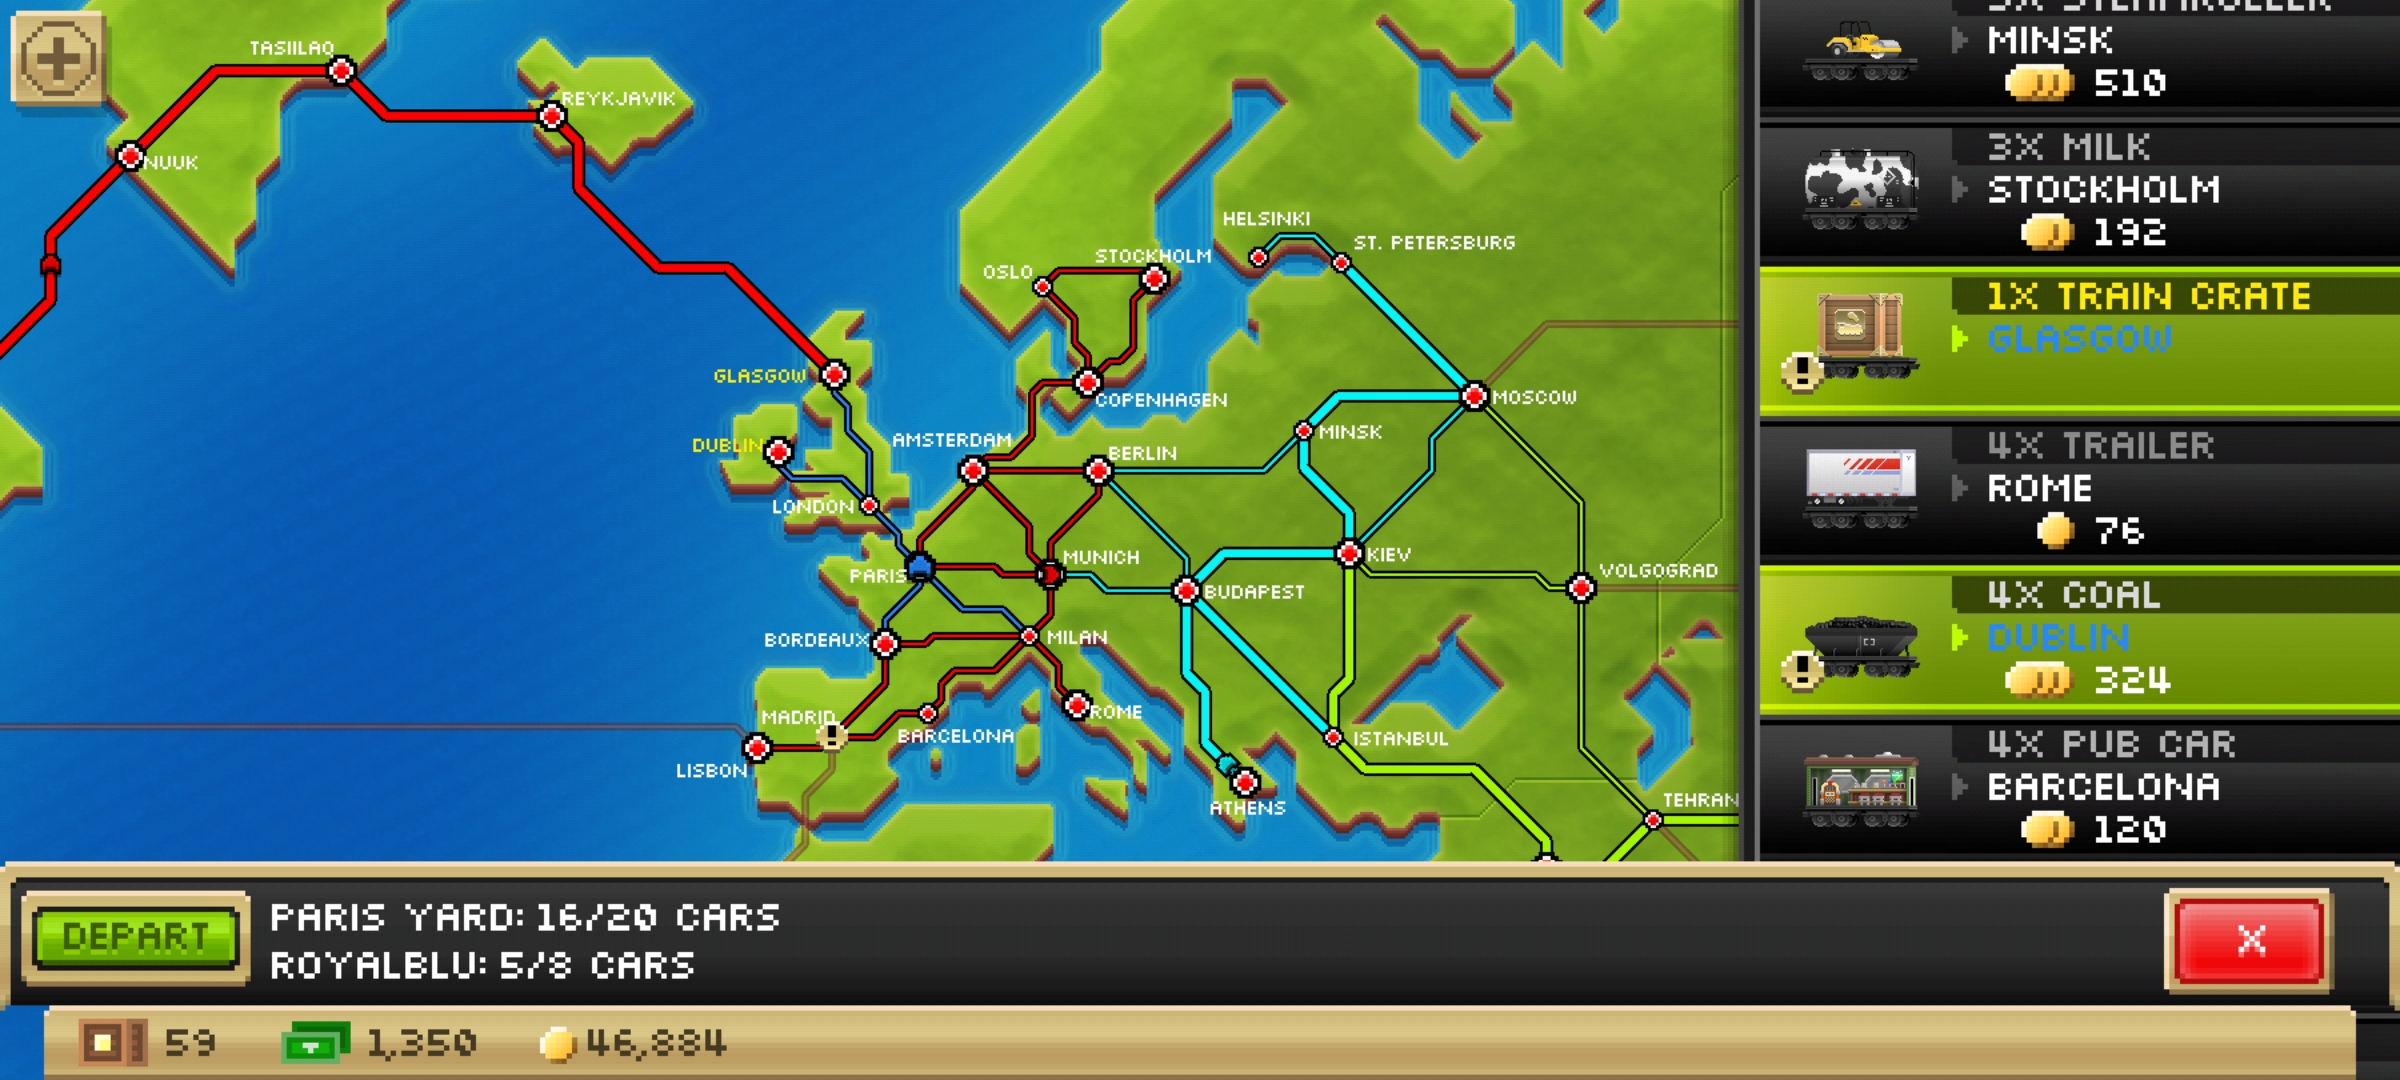 TASIILAQ
REYKJAVIK
NUUK
HELSINKI
ST. PETERSBURG
STOCKHOLM
OSLO
GLASGOW
COPENHAGEN
MOSCOW
AMSTERDAM
MINSK
DUBLIN
BERLIN
LONDON
MUNICH
KIEV
PARIS
VOLGOGRAD
BUDAPEST
BORDEAUX
MILAN
MADRID
ROME
BARCELONA
ISTANBUL
LISBON
ATHENS
TEHRAN
3X STEAMROLLER
MINSK
510
3X MILK
STOCKHOLM
192
1X TRAIN CRATE
GLASGOW
4X TRAILER
ROME
76
4X COAL
DUBLIN
324
4X PUB CAR
BARCELONA
120
DEPART
PARIS YARD: 16/20 CARS
ROYALBLU: 5/8 CARS
X
59
1,350
46,884